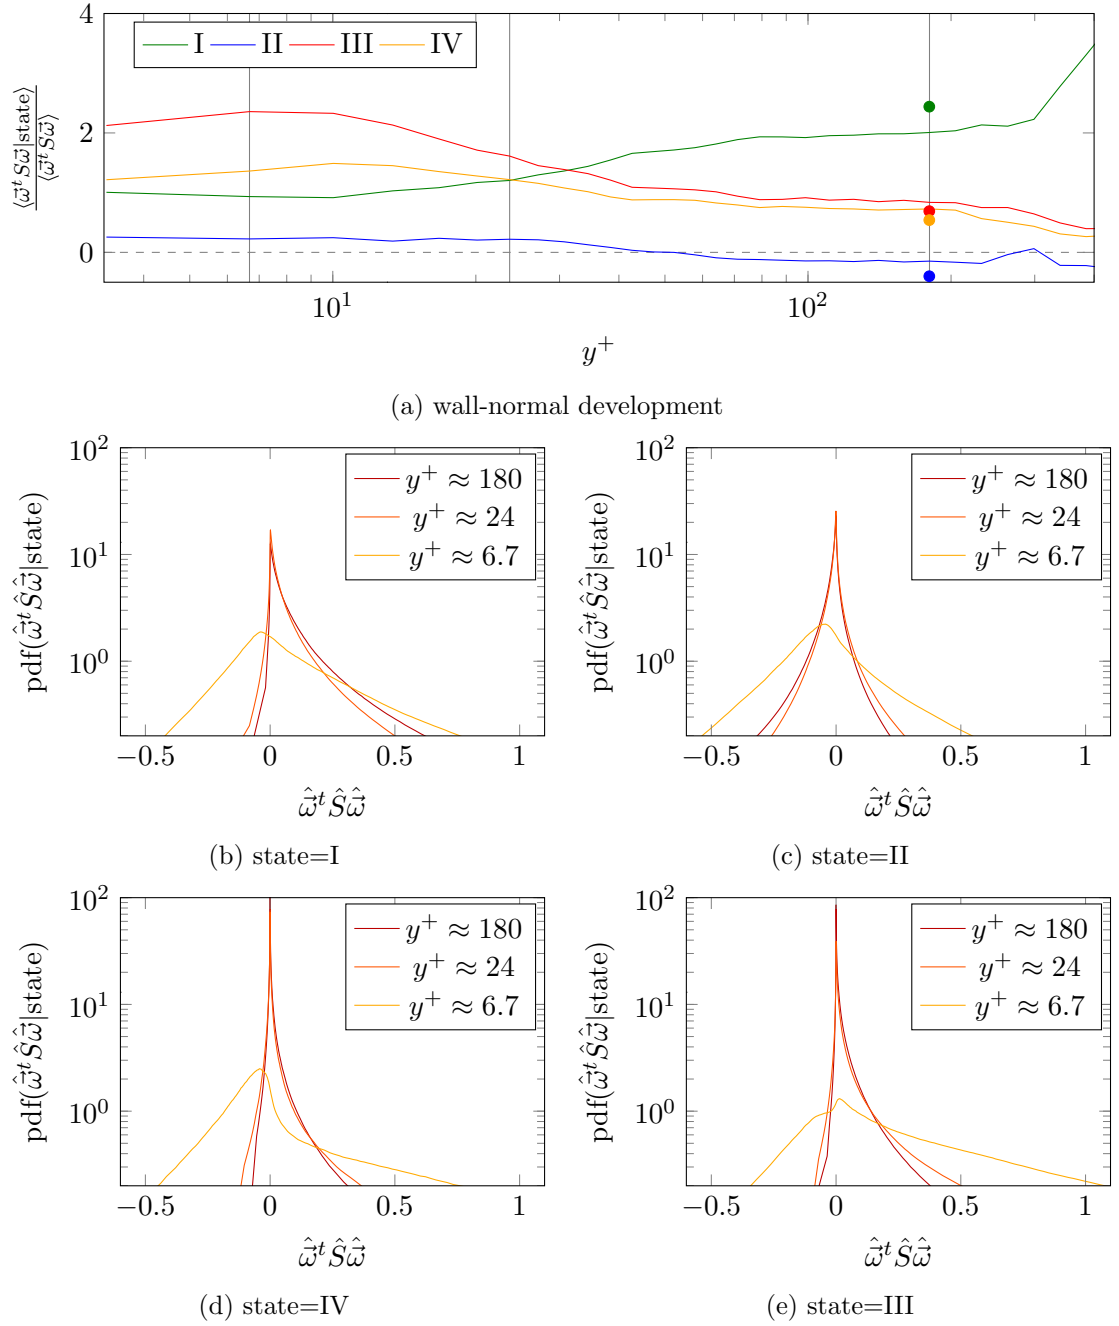 4
I II III IV
2
0
⟨ω⃗ᵗSω⃗|state⟩
⟨ω⃗ᵗSω⃗⟩
10¹ 10²
y⁺
(a) wall-normal development
10² 10¹ 10⁰
pdf(ω⃗̂ᵗŜω⃗̂|state)
y⁺ ≈ 180
y⁺ ≈ 24
y⁺ ≈ 6.7
−0.5 0 0.5 1
ω⃗̂ᵗŜω⃗̂
(b) state=I
10² 10¹ 10⁰
pdf(ω⃗̂ᵗŜω⃗̂|state)
y⁺ ≈ 180
y⁺ ≈ 24
y⁺ ≈ 6.7
−0.5 0 0.5 1
ω⃗̂ᵗŜω⃗̂
(c) state=II
10² 10¹ 10⁰
pdf(ω⃗̂ᵗŜω⃗̂|state)
y⁺ ≈ 180
y⁺ ≈ 24
y⁺ ≈ 6.7
−0.5 0 0.5 1
ω⃗̂ᵗŜω⃗̂
(d) state=IV
10² 10¹ 10⁰
pdf(ω⃗̂ᵗŜω⃗̂|state)
y⁺ ≈ 180
y⁺ ≈ 24
y⁺ ≈ 6.7
−0.5 0 0.5 1
ω⃗̂ᵗŜω⃗̂
(e) state=III